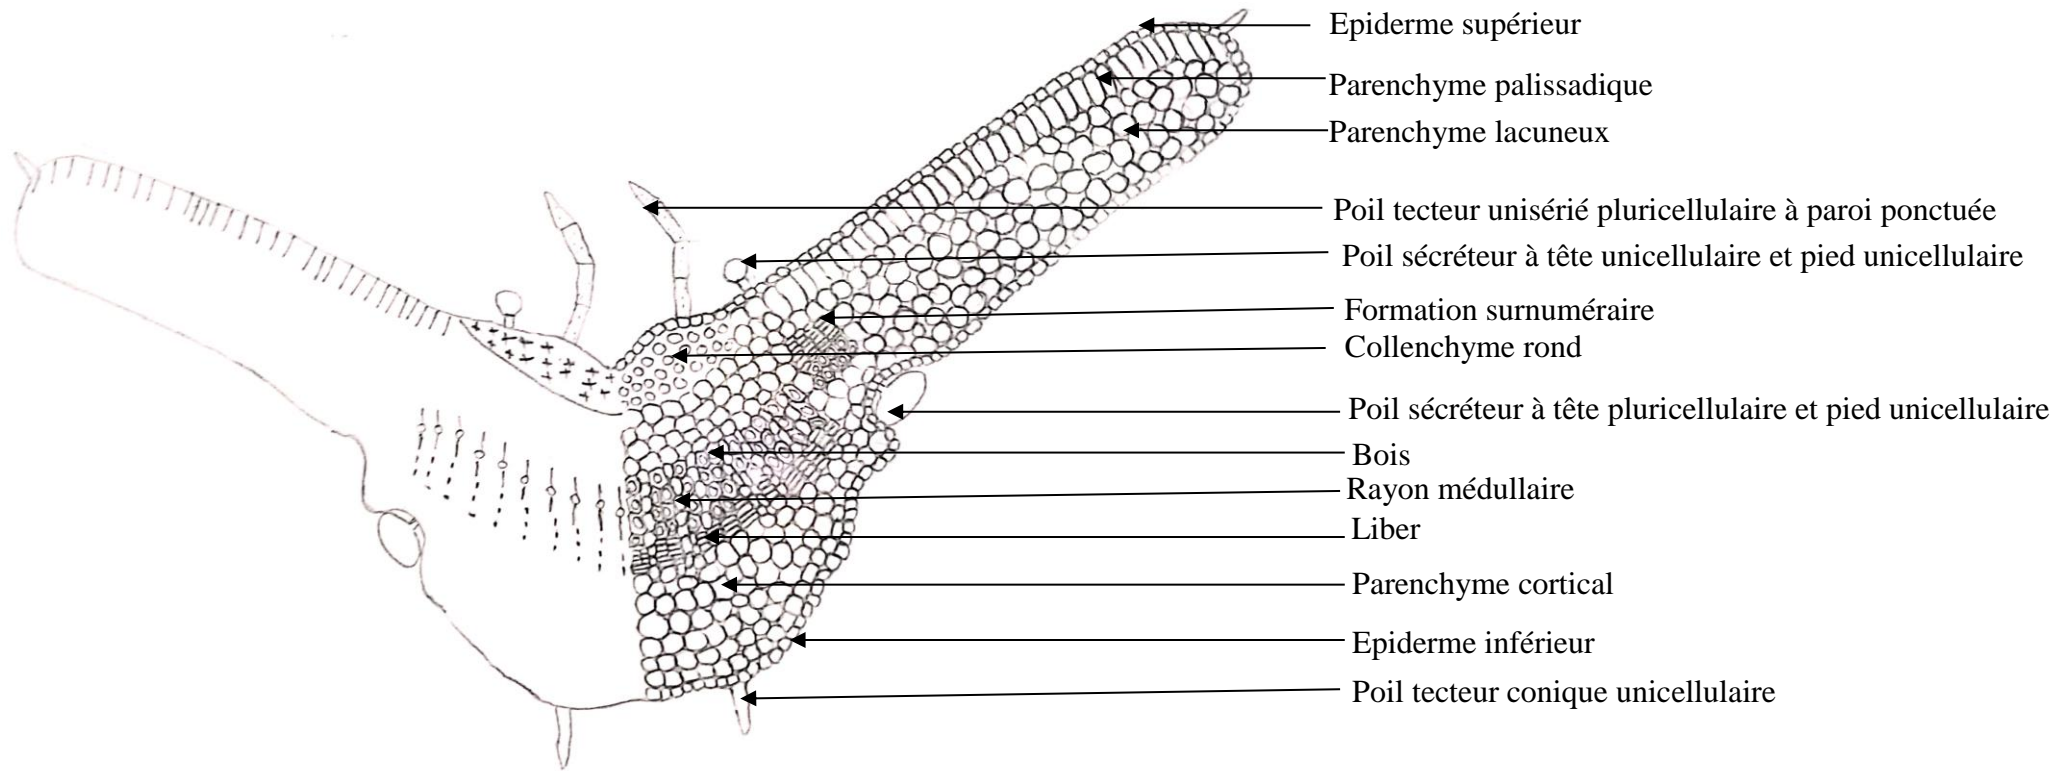 Epiderme supérieur
Parenchyme palissadique
Parenchyme lacuneux
Poil tecteur unisérié pluricellulaire à paroi ponctuée
Poil sécréteur à tête unicellulaire et pied unicellulaire
Formation surnuméraire
Collenchyme rond
Poil sécréteur à tête pluricellulaire et pied unicellulaire
Bois
Rayon médullaire
Liber
Parenchyme cortical
Epiderme inférieur
Poil tecteur conique unicellulaire